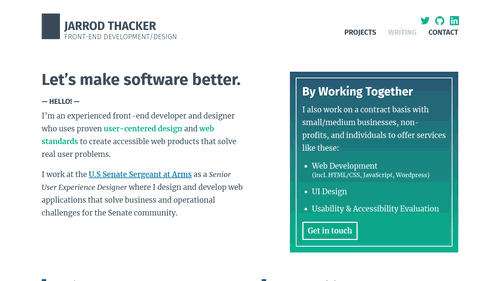 JARROD THACKER
FRONT-END DEVELOPMENT/DESIGN
PROJECTS WRITING CONTACT
Let's make software better.
— HELLO! —
I'm an experienced front-end developer and designer
who uses proven user-centered design and web
standards to create accessible web products that solve
real user problems.
I work at the U.S Senate Sergeant at Arms as a Senior
User Experience Designer where I design and develop web
applications that solve business and operational
challenges for the Senate community.
By Working Together
I also work on a contract basis with
small/medium businesses, non-
profits, and individuals to offer services
like these:
• Web Development
(Incl. HTML/CSS, JavaScript, Wordpress)
• UI Design
• Usability & Accessibility Evaluation
Get in touch